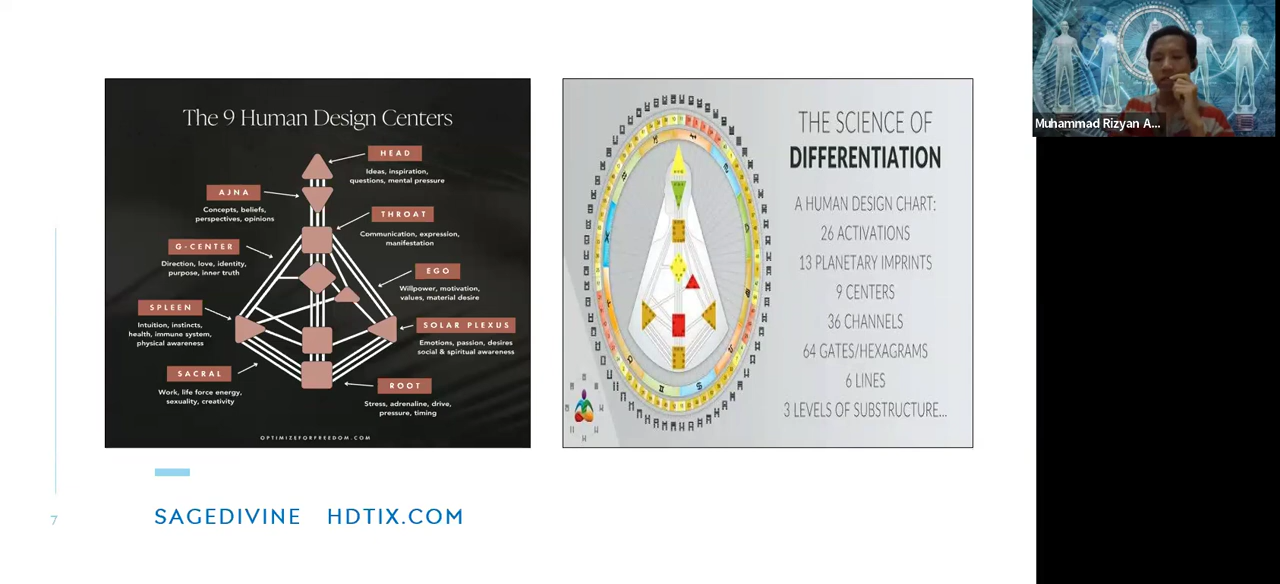 The 9 Human Design Centers
HEAD
Ideas, inspiration,
questions, mental pressure
AJNA
Concepts, beliefs,
perspectives, opinions
THROAT
Communication, expression,
manifestation
G-CENTER
Direction, love, identity,
purpose, inner truth
EGO
Willpower, motivation,
values, material desire
SPLEEN
Intuition, instincts,
health, immune system,
physical awareness
SOLAR PLEXUS
Emotions, passion, desires
social & spiritual awareness
SACRAL
Work, life force energy,
sexuality, creativity
ROOT
Stress, adrenaline, drive,
pressure, timing
OPTIMIZEFORFREEDOM.COM
THE SCIENCE OF
DIFFERENTIATION
A HUMAN DESIGN CHART:
26 ACTIVATIONS
13 PLANETARY IMPRINTS
9 CENTERS
36 CHANNELS
64 GATES/HEXAGRAMS
6 LINES
3 LEVELS OF SUBSTRUCTURE...
7
SAGEDIVINE HDTIX.COM
Muhammad Rizyan A...